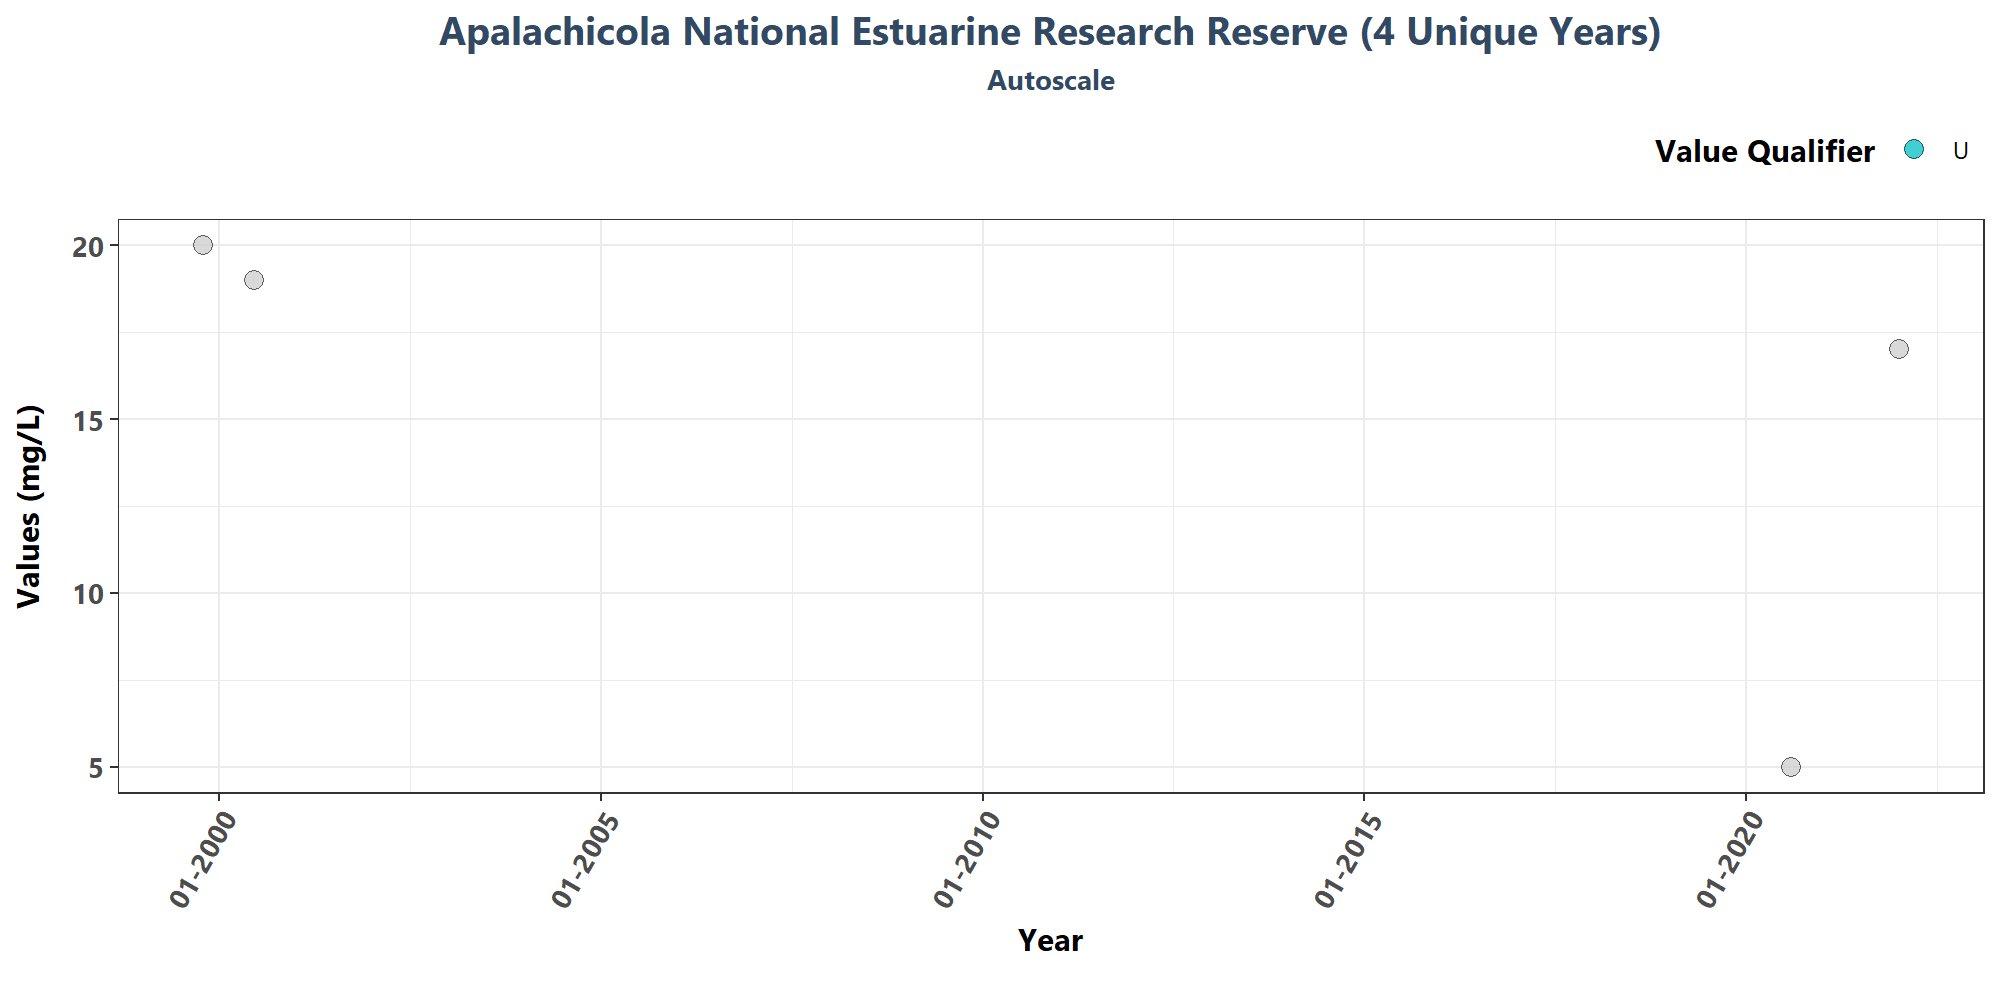 Apalachicola National Estuarine Research Reserve (4 Unique Years)
Autoscale
Value Qualifier U
Values (mg/L)
20
15
10
5
01-2000
01-2005
01-2010
01-2015
01-2020
Year